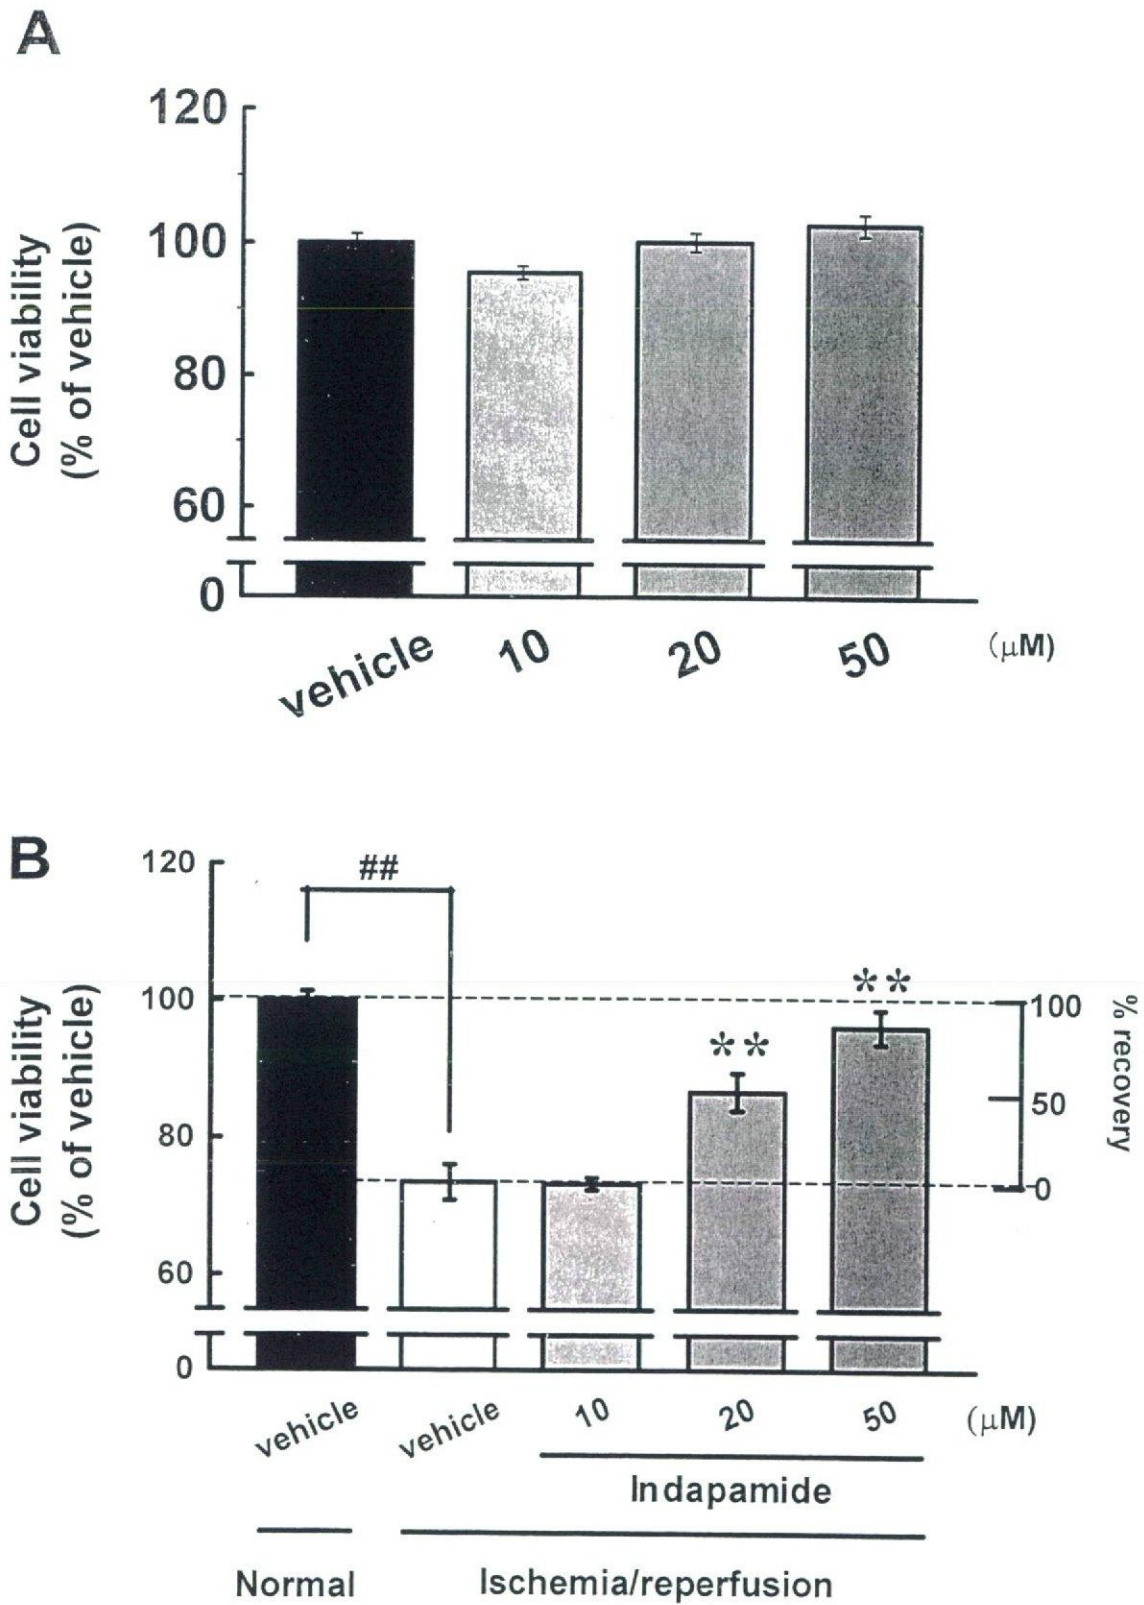 A
120
100
80
60
0
Cell viability
(% of vehicle)
vehicle 10 20 50 (μM)
B
120
100
80
60
0
Cell viability
(% of vehicle)
##
**
**
100
50
0
% recovery
vehicle vehicle 10 20 50 (μM)
Indapamide
Normal Ischemia/reperfusion